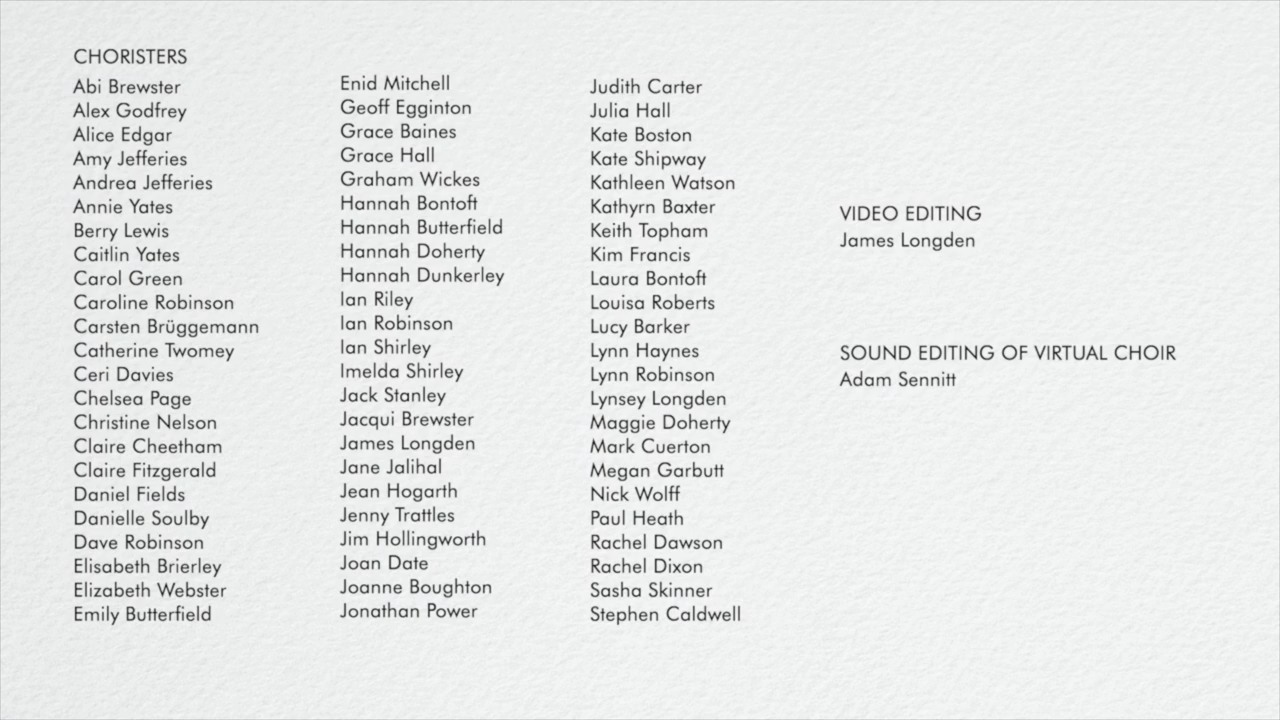 CHORISTERS
Abi Brewster
Alex Godfrey
Alice Edgar
Amy Jefferies
Andrea Jefferies
Annie Yates
Berry Lewis
Caitlin Yates
Carol Green
Caroline Robinson
Carsten Brüggemann
Catherine Twomey
Ceri Davies
Chelsea Page
Christine Nelson
Claire Cheetham
Claire Fitzgerald
Daniel Fields
Danielle Soulby
Dave Robinson
Elisabeth Brierley
Elizabeth Webster
Emily Butterfield
Enid Mitchell
Geoff Egginton
Grace Baines
Grace Hall
Graham Wickes
Hannah Bontoft
Hannah Butterfield
Hannah Doherty
Hannah Dunkerley
Ian Riley
Ian Robinson
Ian Shirley
Imelda Shirley
Jack Stanley
Jacqui Brewster
James Longden
Jane Jalihal
Jean Hogarth
Jenny Trattles
Jim Hollingworth
Joan Date
Joanne Boughton
Jonathan Power
Judith Carter
Julia Hall
Kate Boston
Kate Shipway
Kathleen Watson
Kathyrn Baxter
Keith Topham
Kim Francis
Laura Bontoft
Louisa Roberts
Lucy Barker
Lynn Haynes
Lynn Robinson
Lynsey Longden
Maggie Doherty
Mark Cuerton
Megan Garbutt
Nick Wolff
Paul Heath
Rachel Dawson
Rachel Dixon
Sasha Skinner
Stephen Caldwell
VIDEO EDITING
James Longden
SOUND EDITING OF VIRTUAL CHOIR
Adam Sennitt